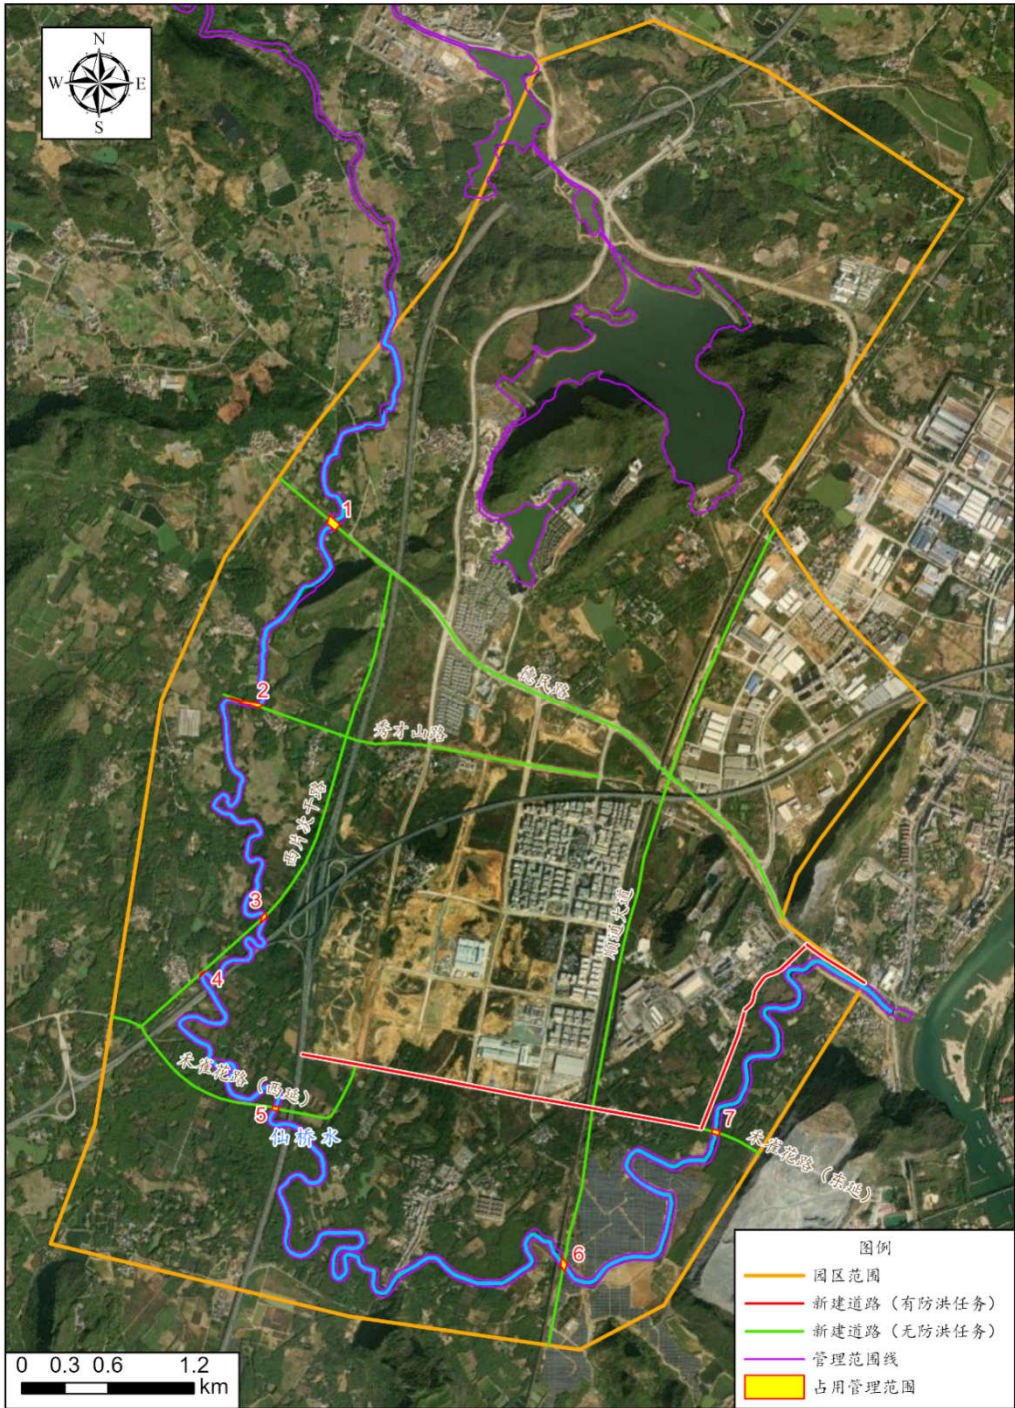 N
W E
S
1
德民路
2
秀才山路
西片次干路
3
顺通大道
4
禾雀花路（西延）
5
仙桥水
7
禾雀花路（东延）
6
图例
园区范围
新建道路（有防洪任务）
新建道路（无防洪任务）
管理范围线
占用管理范围
0 0.3 0.6 1.2
km